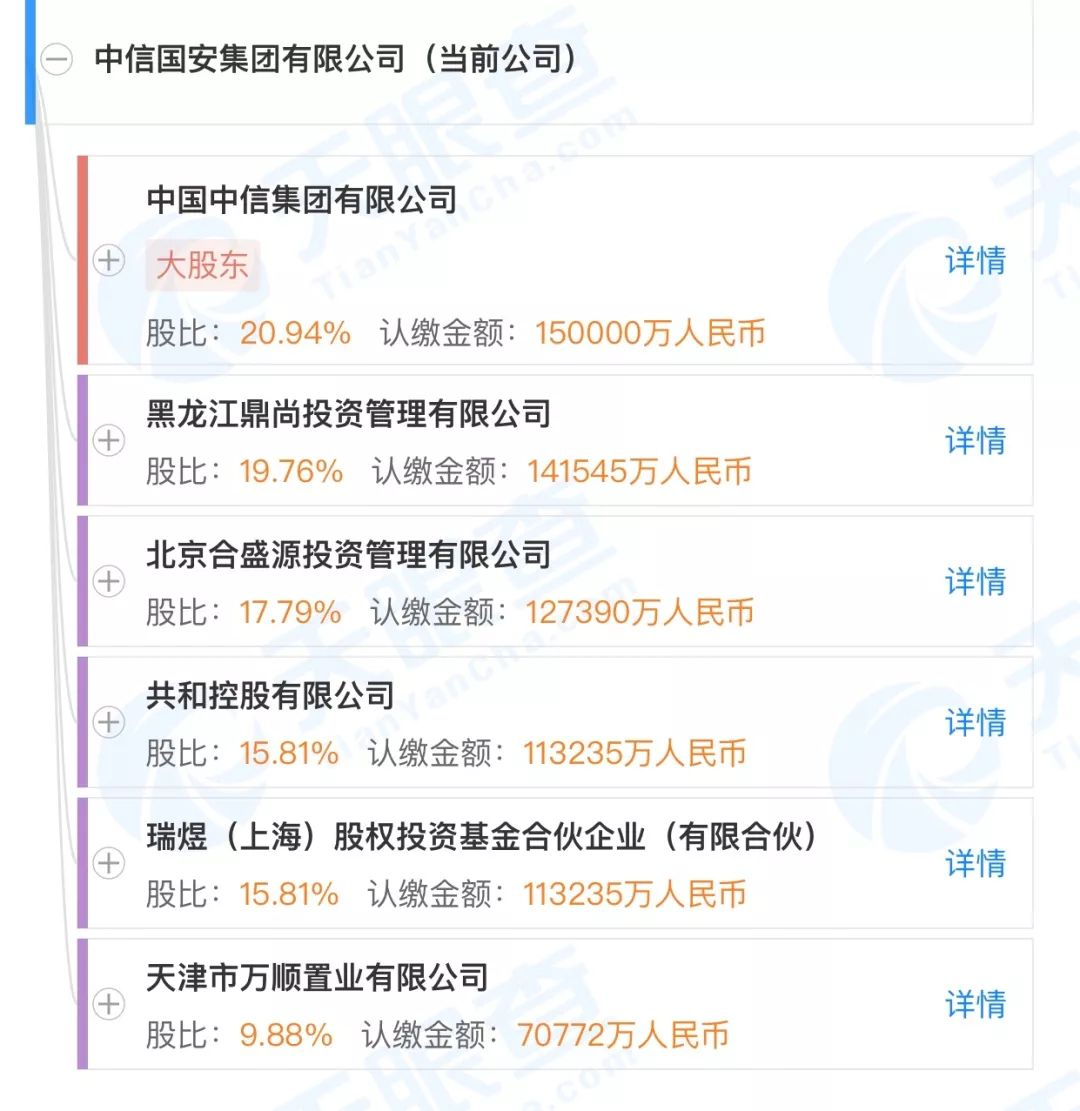 中信国安集团有限公司（当前公司）
中国中信集团有限公司
大股东
详情
股比：20.94% 认缴金额：150000万人民币
黑龙江鼎尚投资管理有限公司
详情
股比：19.76% 认缴金额：141545万人民币
北京合盛源投资管理有限公司
详情
股比：17.79% 认缴金额：127390万人民币
共和控股有限公司
详情
股比：15.81% 认缴金额：113235万人民币
瑞煜（上海）股权投资基金合伙企业（有限合伙）
详情
股比：15.81% 认缴金额：113235万人民币
天津市万顺置业有限公司
详情
股比：9.88% 认缴金额：70772万人民币
天眼查
TianYanCha.com